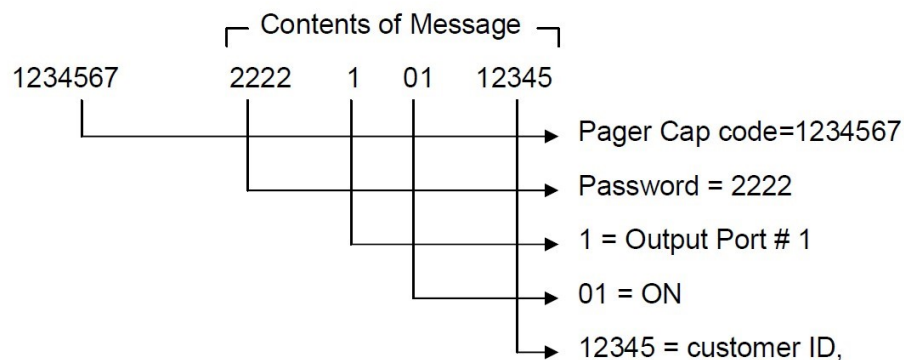 Contents of Message
1234567 2222 1 01 12345
Pager Cap code=1234567
Password = 2222
1 = Output Port # 1
01 = ON
12345 = customer ID,